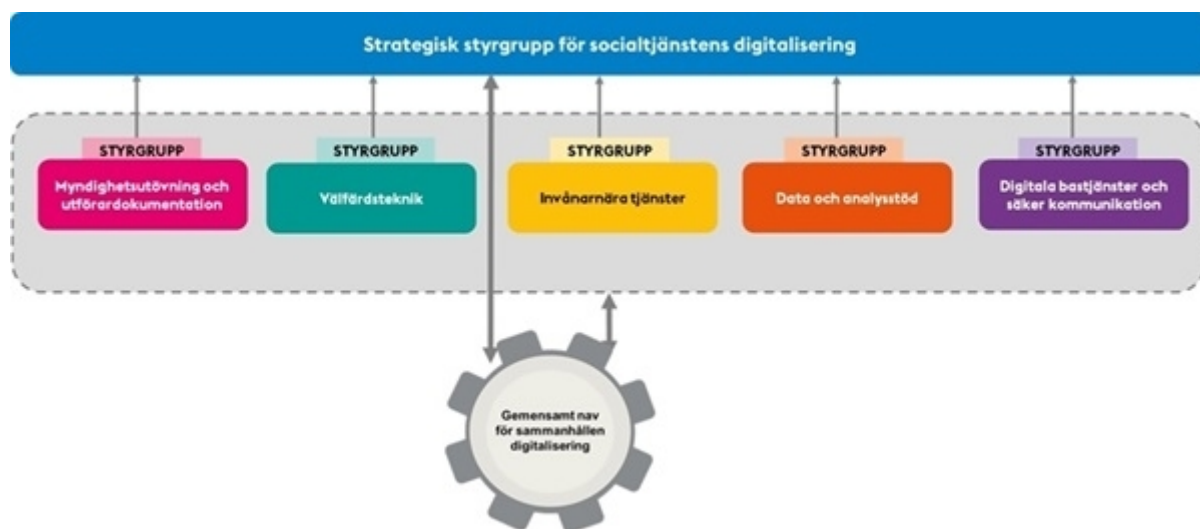 Strategisk styrgrupp för socialtjänstens digitalisering
STYRGRUPP
Myndighetsutövning och
utförardokumentation
STYRGRUPP
Välfärdsteknik
STYRGRUPP
Invånarnära tjänster
STYRGRUPP
Data och analysstöd
STYRGRUPP
Digitala bastjänster och
säker kommunikation
Gemensamt nav
för sammanhållen
digitalisering